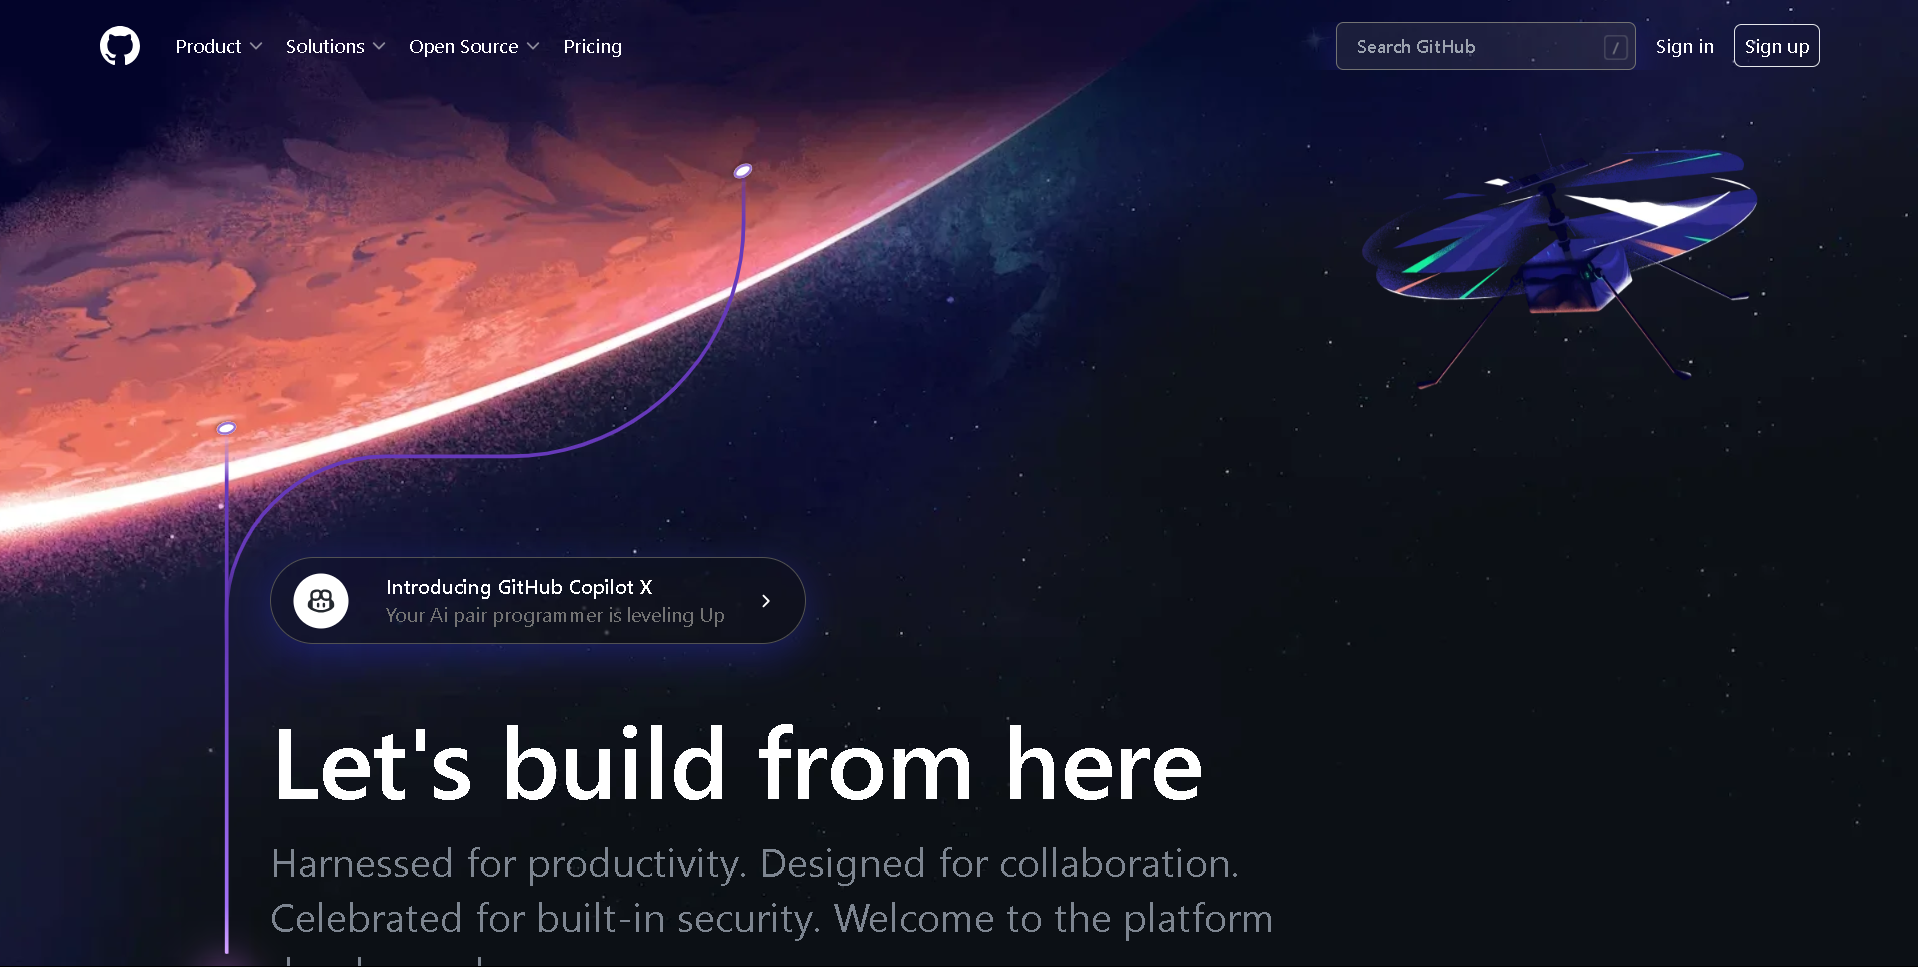 Product
Solutions
Open Source
Pricing
Search GitHub
/
Sign in
Sign up
Introducing GitHub Copilot X
Your Ai pair programmer is leveling Up
Let's build from here
Harnessed for productivity. Designed for collaboration.
Celebrated for built-in security. Welcome to the platform